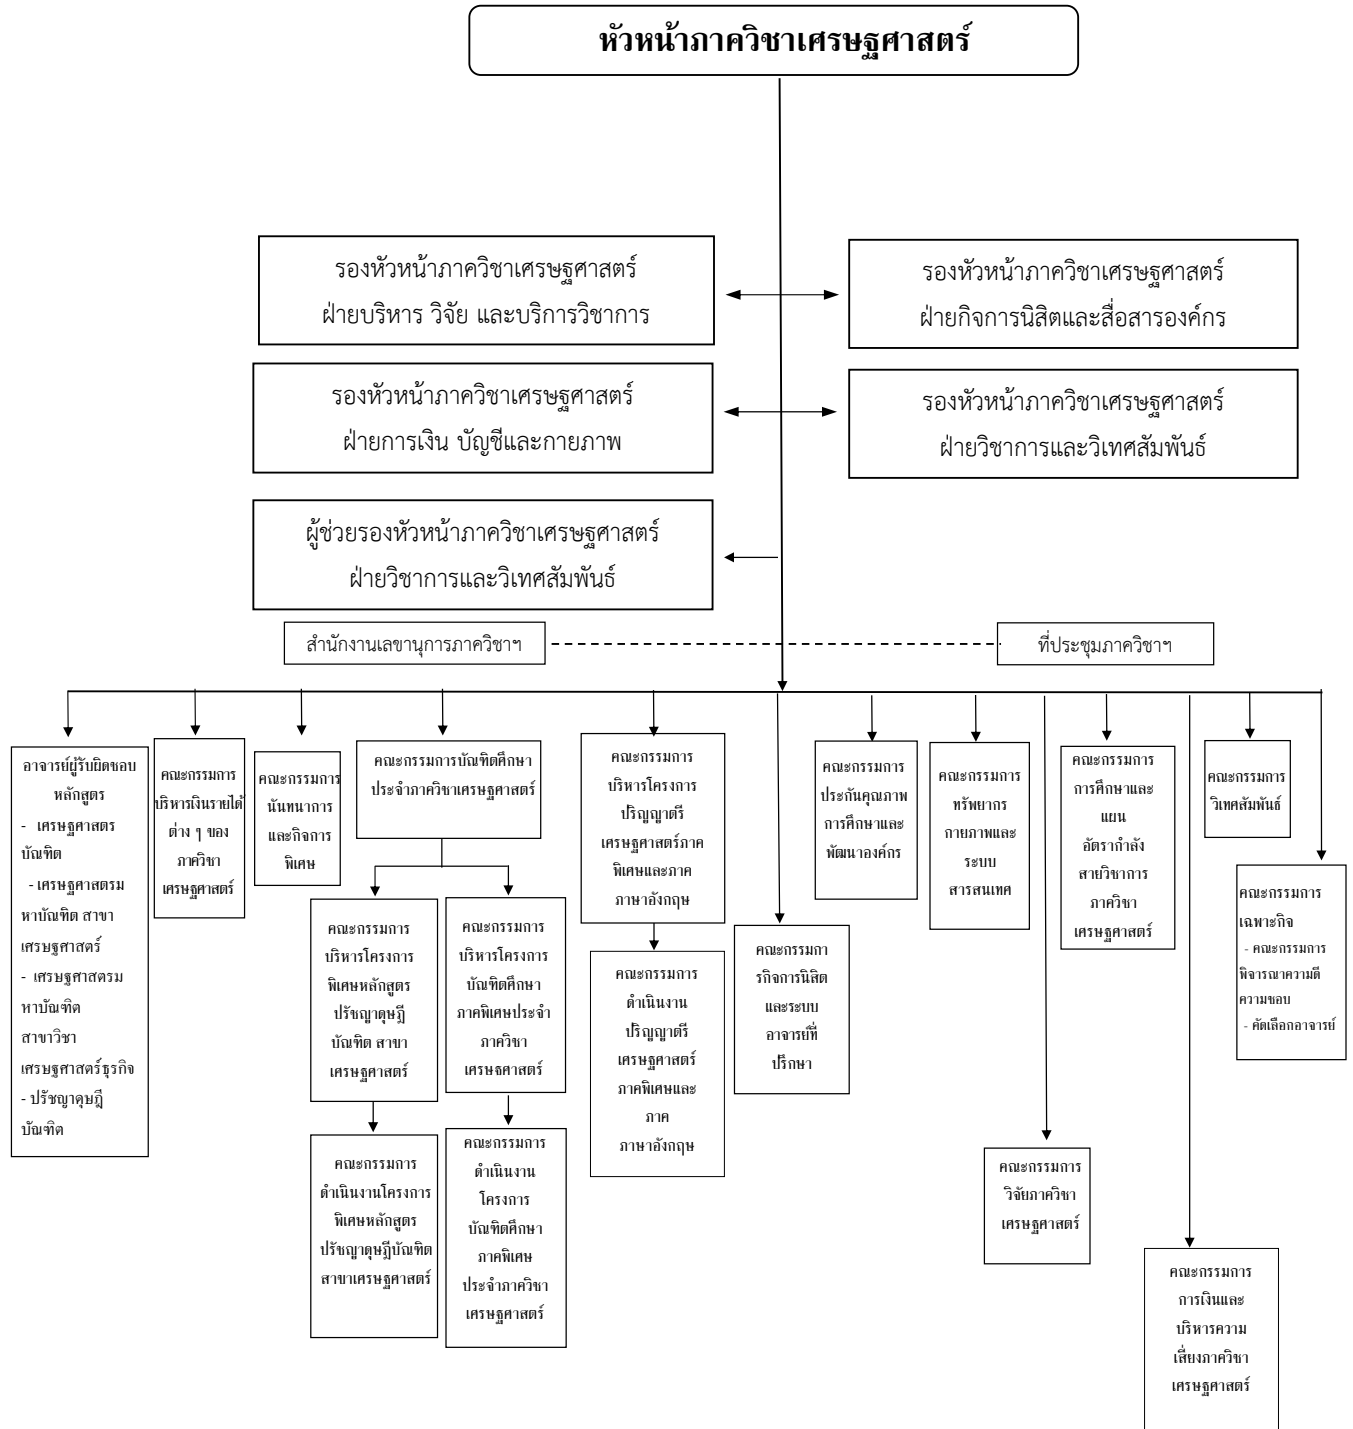 หัวหน้าภาควิชาเศรษฐศาสตร์
รองหัวหน้าภาควิชาเศรษฐศาสตร์
ฝ่ายบริหาร วิจัย และบริการวิชาการ
รองหัวหน้าภาควิชาเศรษฐศาสตร์
ฝ่ายกิจการนิสิตและสื่อสารองค์กร
รองหัวหน้าภาควิชาเศรษฐศาสตร์
ฝ่ายการเงิน บัญชีและกายภาพ
รองหัวหน้าภาควิชาเศรษฐศาสตร์
ฝ่ายวิชาการและวิเทศสัมพันธ์
ผู้ช่วยรองหัวหน้าภาควิชาเศรษฐศาสตร์
ฝ่ายวิชาการและวิเทศสัมพันธ์
สำนักงานเลขานุการภาควิชาฯ
ที่ประชุมภาควิชาฯ
อาจารย์ผู้รับผิดชอบ
หลักสูตร
- เศรษฐศาสตร
บัณฑิต
- เศรษฐศาสตรม
หาบัณฑิต สาขา
เศรษฐศาสตร์
- เศรษฐศาสตรม
หาบัณฑิต
สาขาวิชา
เศรษฐศาสตร์ธุรกิจ
- ปรัชญาดุษฎี
บัณฑิต
คณะกรรมการ
บริหารเงินรายได้
ต่าง ๆ ของ
ภาควิชา
เศรษฐศาสตร์
คณะกรรมการ
นันทนาการ
และกิจการ
พิเศษ
คณะกรรมการบัณฑิตศึกษา
ประจำภาควิชาเศรษฐศาสตร์
คณะกรรมการ
บริหารโครงการ
พิเศษหลักสูตร
ปรัชญาดุษฎี
บัณฑิต สาขา
เศรษฐศาสตร์
คณะกรรมการ
บริหารโครงการ
บัณฑิตศึกษา
ภาคพิเศษประจำ
ภาควิชา
เศรษฐศาสตร์
คณะกรรมการ
ดำเนินงานโครงการ
พิเศษหลักสูตร
ปรัชญาดุษฎีบัณฑิต
สาขาเศรษฐศาสตร์
คณะกรรมการ
ดำเนินงาน
โครงการ
บัณฑิตศึกษา
ภาคพิเศษ
ประจำภาควิชา
เศรษฐศาสตร์
คณะกรรมการ
บริหารโครงการ
ปริญญาตรี
เศรษฐศาสตร์ภาค
พิเศษและภาค
ภาษาอังกฤษ
คณะกรรมการ
ดำเนินงาน
ปริญญาตรี
เศรษฐศาสตร์
ภาคพิเศษและ
ภาค
ภาษาอังกฤษ
คณะกรรมกา
รกิจการนิสิต
และระบบ
อาจารย์ที่
ปรึกษา
คณะกรรมการ
ประกันคุณภาพ
การศึกษาและ
พัฒนาองค์กร
คณะกรรมการ
ทรัพยากร
กายภาพและ
ระบบ
สารสนเทศ
คณะกรรมการ
วิจัยภาควิชา
เศรษฐศาสตร์
คณะกรรมการ
การศึกษาและ
แผน
อัตรากำลัง
สายวิชาการ
ภาควิชา
เศรษฐศาสตร์
คณะกรรมการ
การเงินและ
บริหารความ
เสี่ยงภาควิชา
เศรษฐศาสตร์
คณะกรรมการ
วิเทศสัมพันธ์
คณะกรรมการ
เฉพาะกิจ
- คณะกรรมการ
พิจารณาความดี
ความชอบ
- คัดเลือกอาจารย์